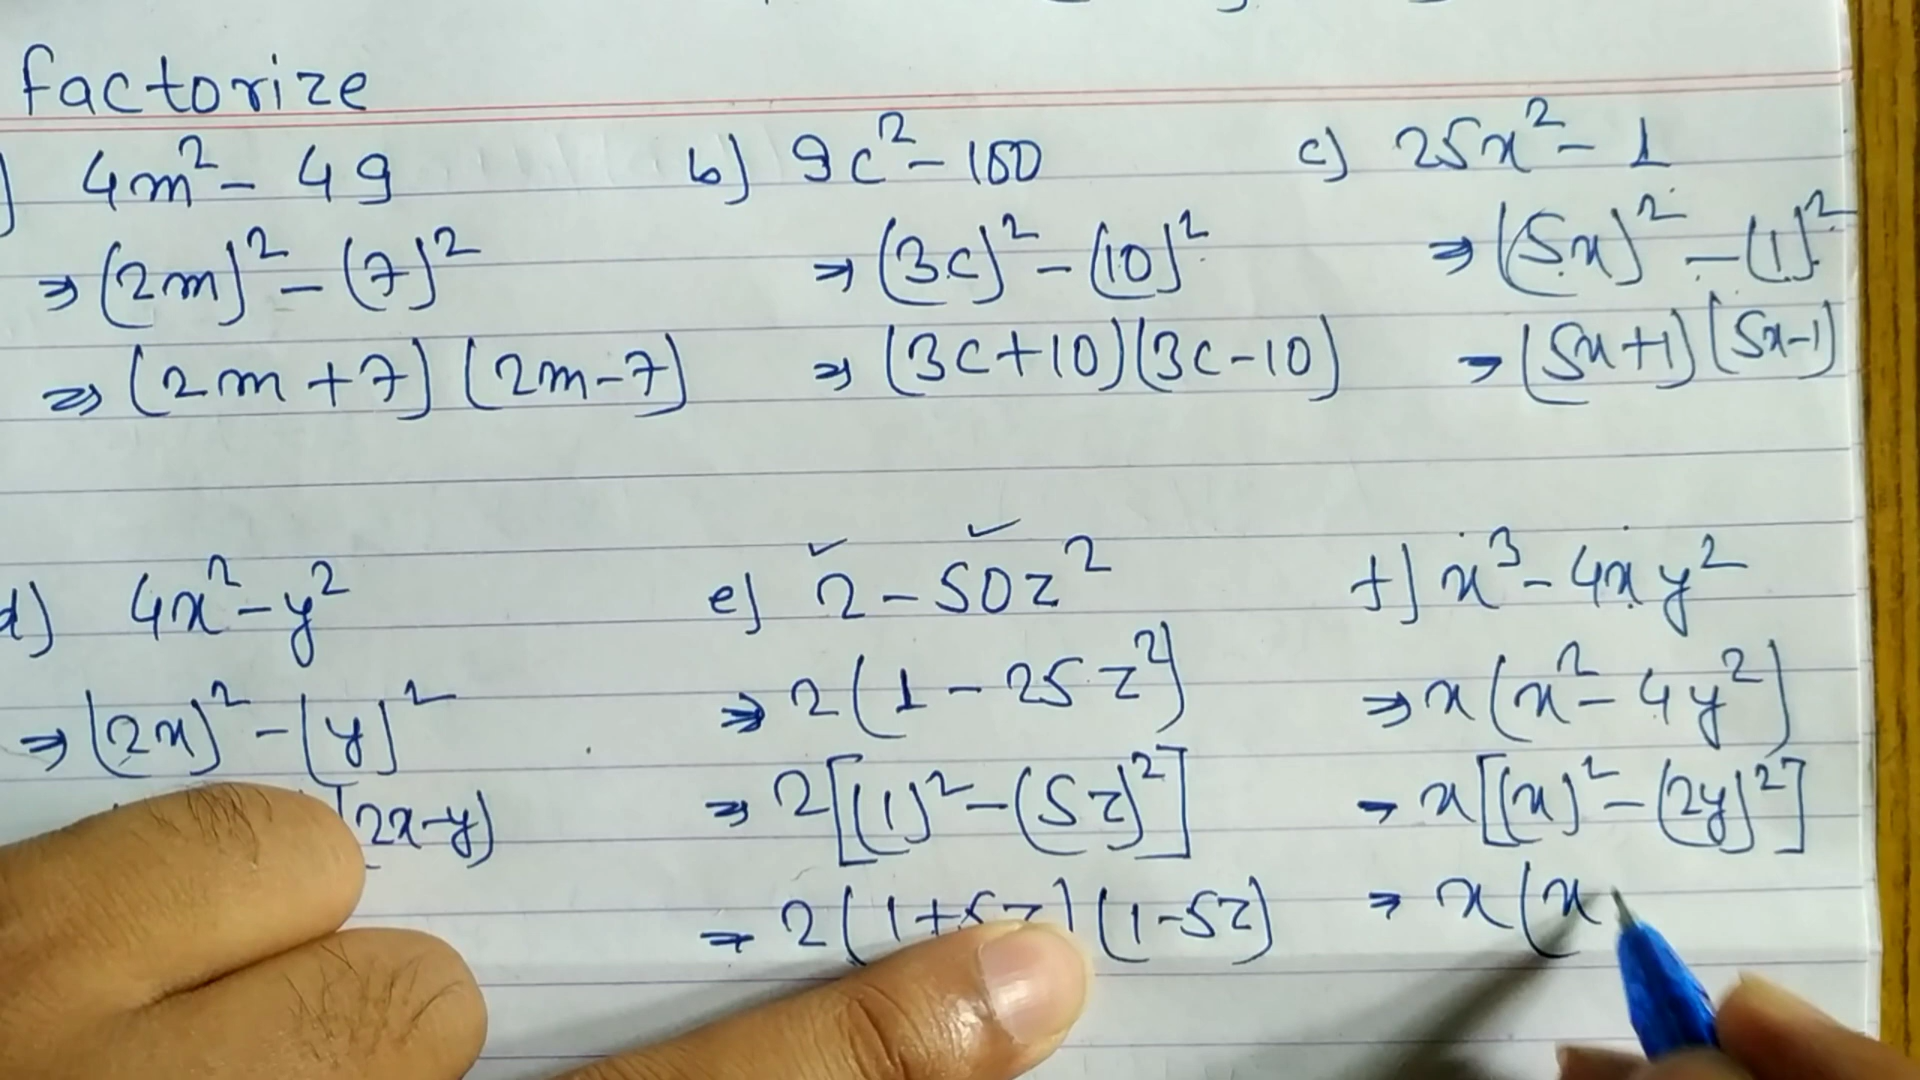 factorize
4m² - 49
⇒ (2m)² - (7)²
⇒ (2m+7) (2m-7)
b) 9c² - 100
⇒ (3c)² - (10)²
⇒ (3c+10)(3c-10)
c) 25x² - 1
⇒ (5x)² - (1)²
→ (5x+1) (5x-1)
d) 4x² - y²
⇒ (2x)² - (y)²
(2x-y)
e) 2 - 50z²
⇒ 2(1 - 25z²)
⇒ 2[(1)² - (5z)²]
⇒ 2(1+5z) (1-5z)
f) x³ - 4xy²
⇒ x(x² - 4y²)
→ x[(x)² - (2y)²]
→ x(x